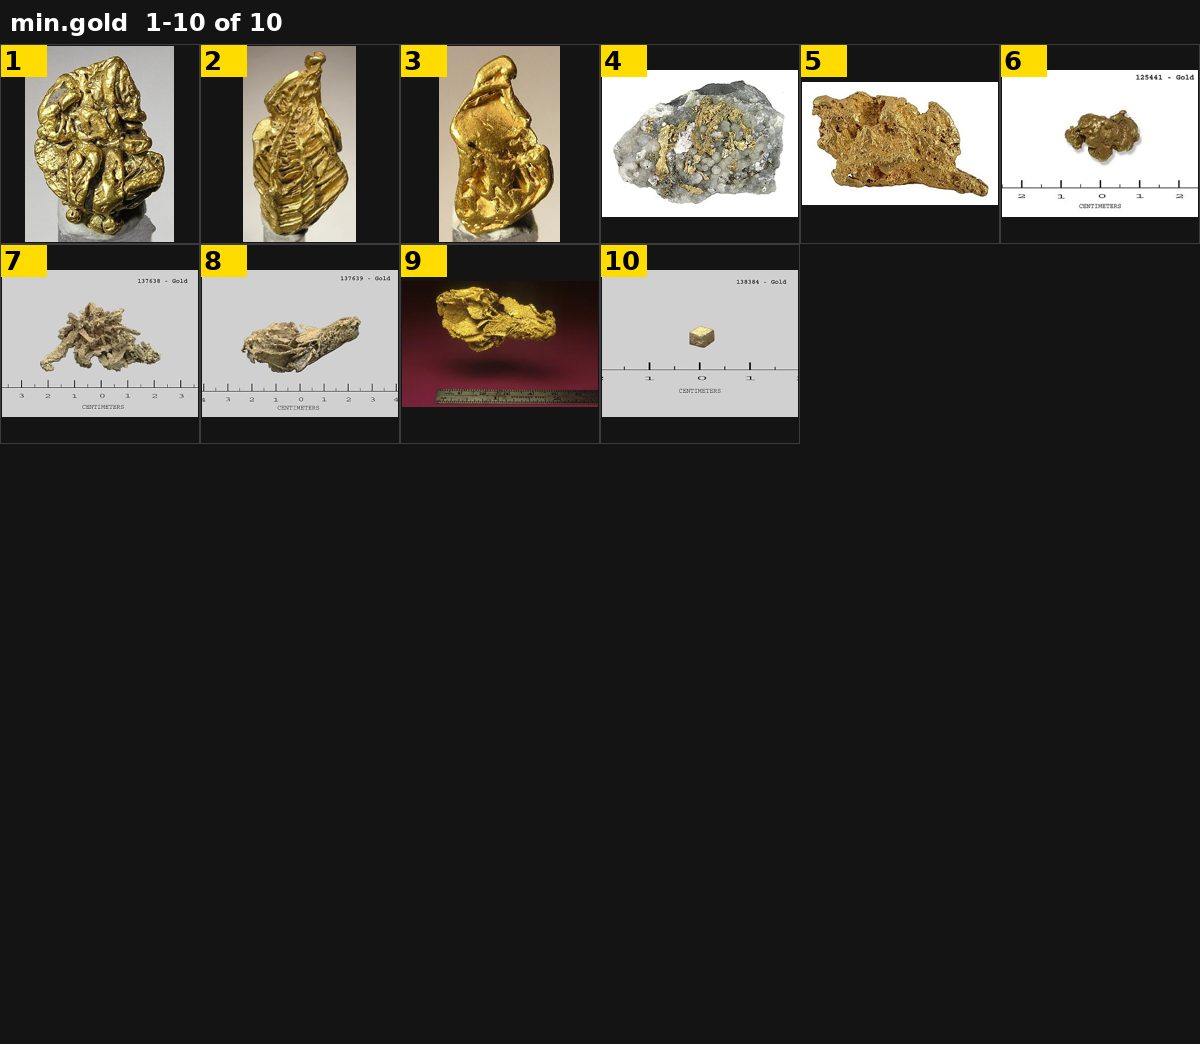 min.gold 1-10 of 10
1
2
3
4
5
6
125441 - Gold
2 1 0 1 2
CENTIMETERS
7
8
9
10
137638 - Gold
3 2 1 0 1 2 3
CENTIMETERS
137639 - Gold
4 3 2 1 0 1 2 3 4
CENTIMETERS
138384 - Gold
1 0 1
CENTIMETERS